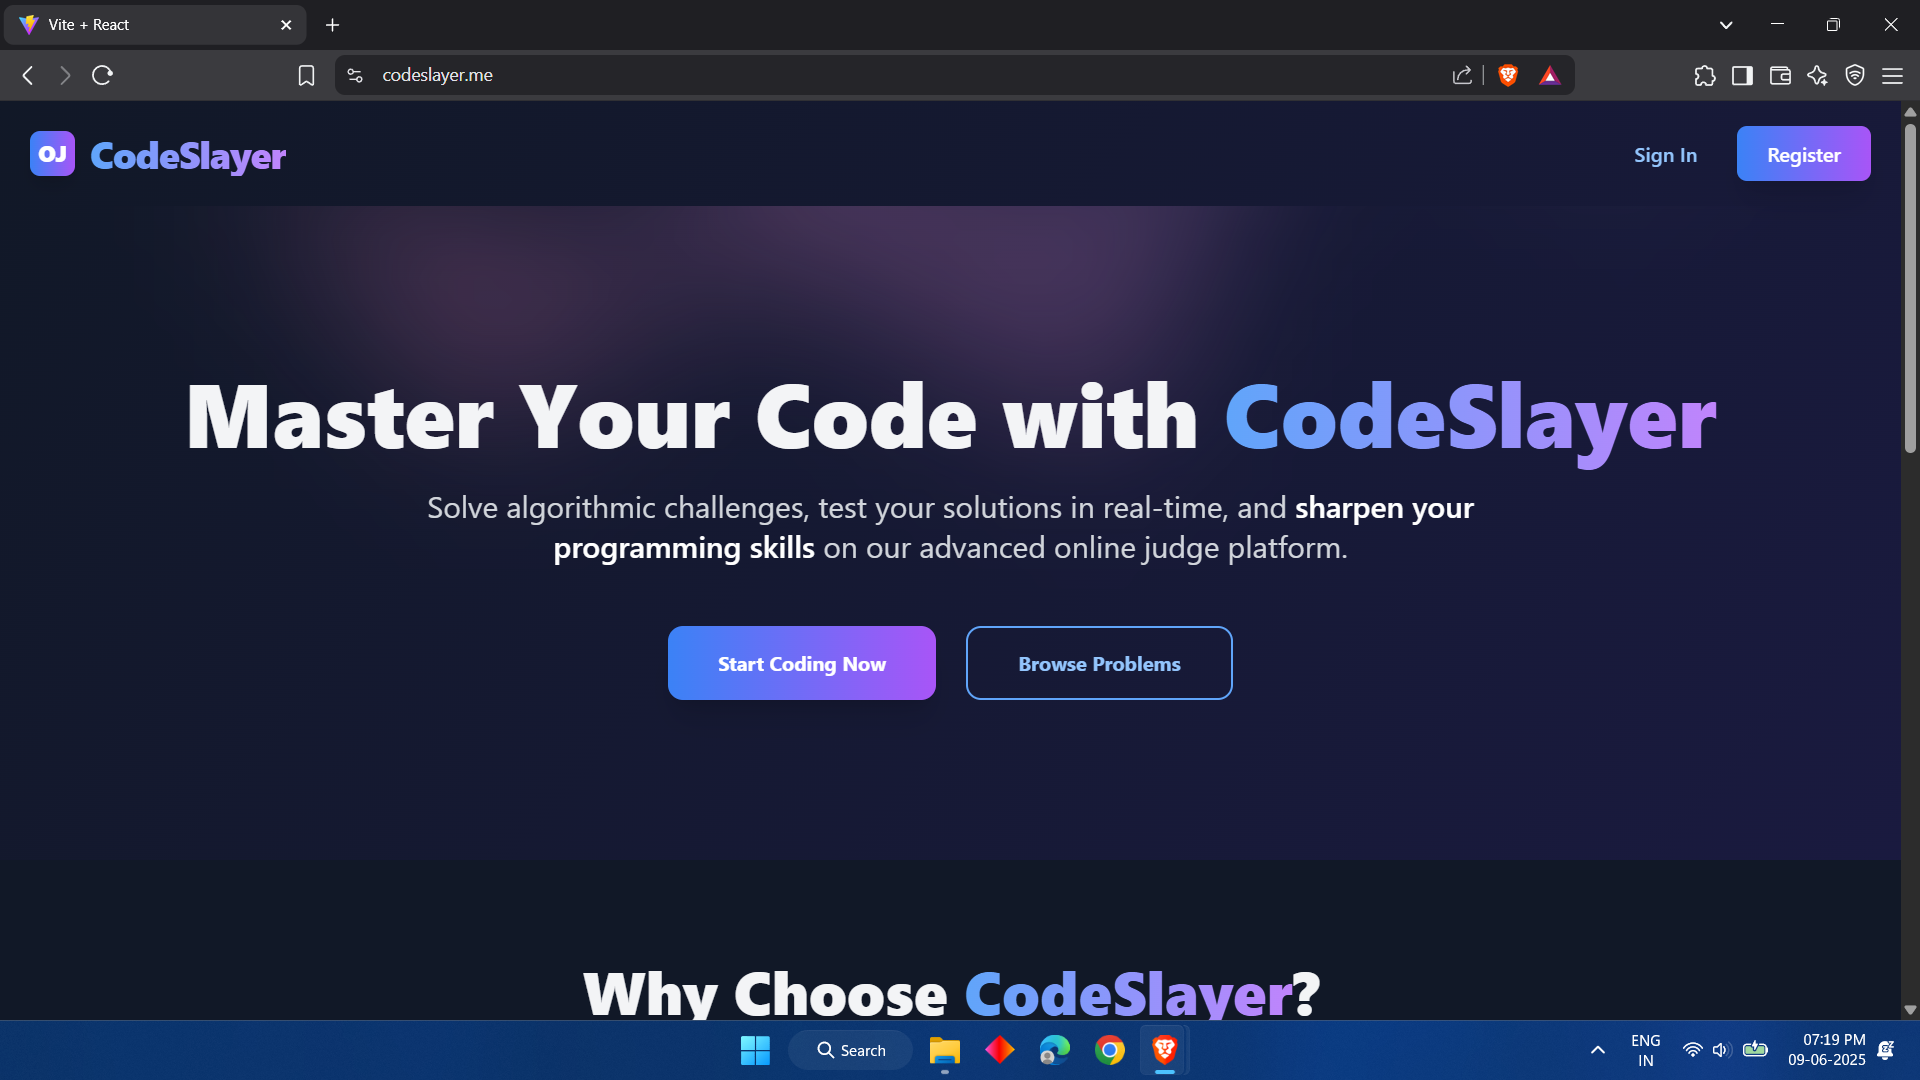 Vite + React
codeslayer.me
OJ CodeSlayer
Sign In
Register
Master Your Code with CodeSlayer
Solve algorithmic challenges, test your solutions in real-time, and sharpen your
programming skills on our advanced online judge platform.
Start Coding Now
Browse Problems
Why Choose CodeSlayer?
Search
ENG
IN
07:19 PM
09-06-2025